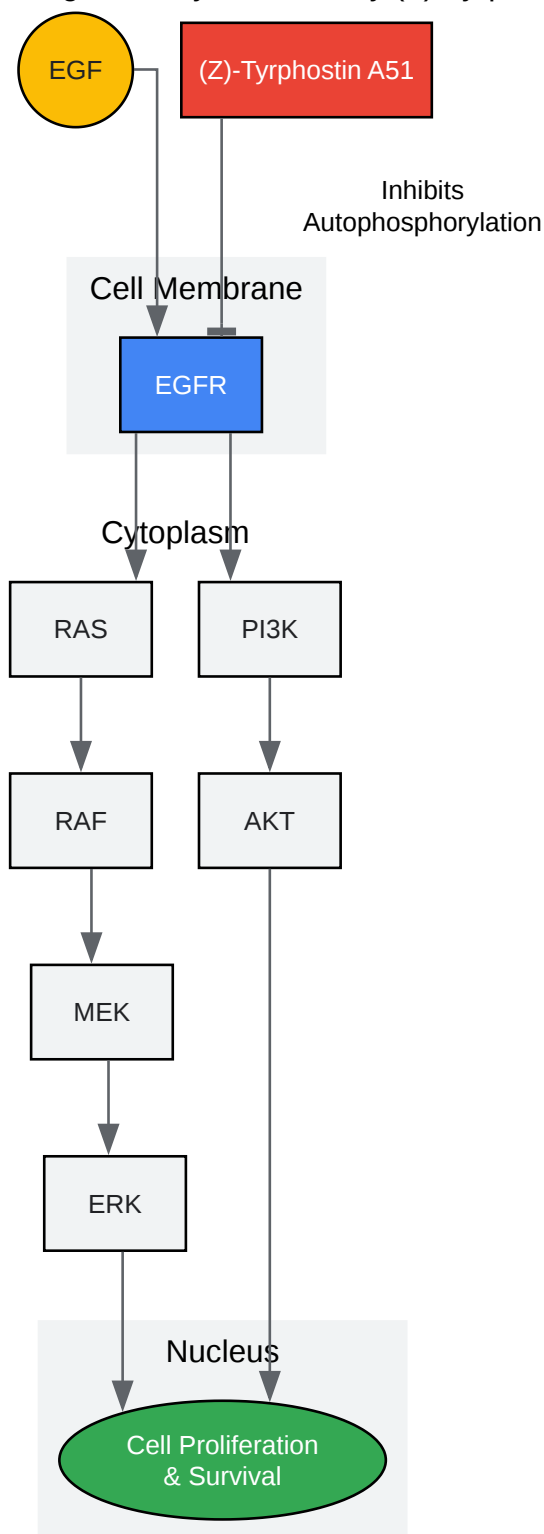 EGF
(Z)-Tyrphostin A51
Inhibits
Autophosphorylation
Cell Membrane
EGFR
Cytoplasm
RAS
PI3K
RAF
AKT
MEK
ERK
Nucleus
Cell Proliferation
& Survival